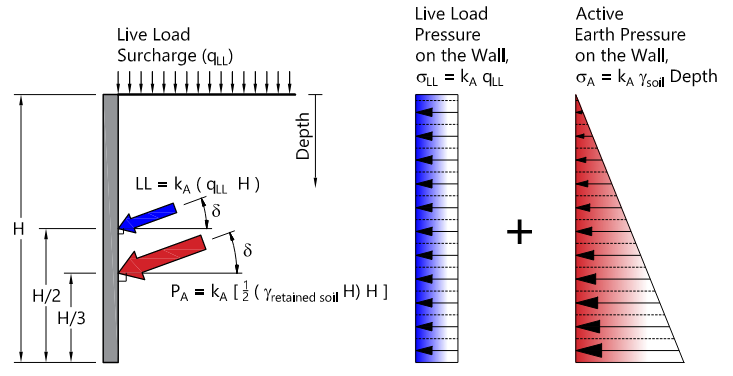 Live Load
Surcharge (qLL)
Depth
LL = kA ( qLL H )
δ
δ
H
H/2
H/3
PA = kA [ ½ ( γretained soil H) H ]
Live Load
Pressure
on the Wall,
σLL = kA qLL
+
Active
Earth Pressure
on the Wall,
σA = kA γsoil Depth